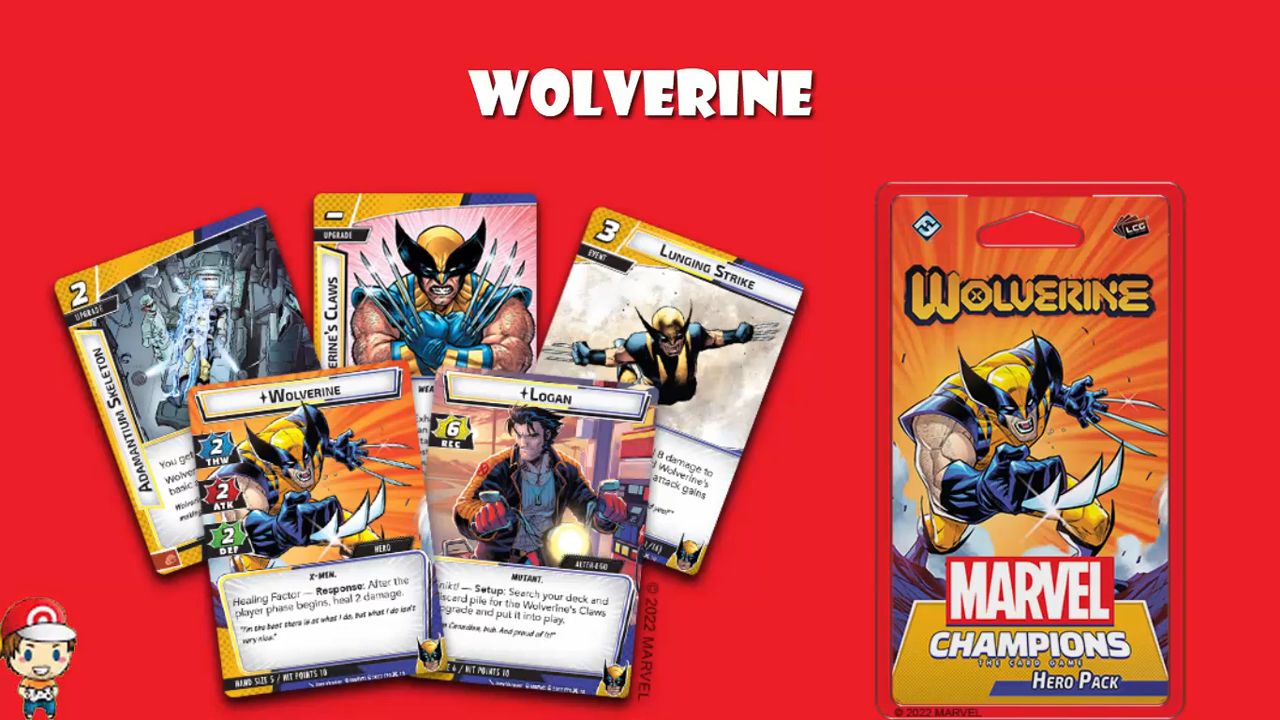 WOLVERINE
2
UPGRADE
ADAMANTIUM SKELETON
You get
Wolver
basic
UPGRADE
ERINE'S CLAWS
WEA
3
EVENT
LUNGING STRIKE
8 damage to
Wolverine's
attack gains
WOLVERINE
2
THW
2
ATK
2
DEF
HERO
X-MEN.
Healing Factor — Response: After the
player phase begins, heal 2 damage.
"I'm the best there is at what I do, but what I do isn't
very nice."
HAND SIZE 5 / HIT POINTS 10
LOGAN
6
REC
ALTER-EGO
MUTANT.
nikt! — Setup: Search your deck and
iscard pile for the Wolverine's Claws
pgrade and put it into play.
Canadian, bub. And proud of it!"
E 6 / HIT POINTS 10
© 2022 MARVEL
LCG
WOLVERINE
MARVEL
CHAMPIONS
THE CARD GAME
HERO PACK
© 2022 MARVEL